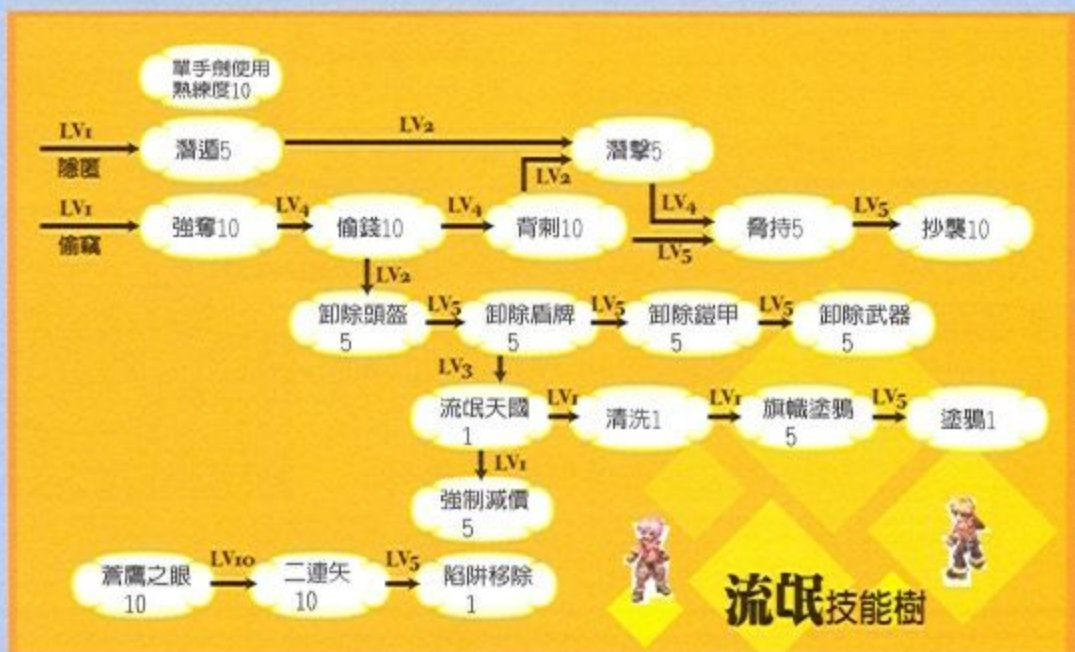 單手劍使用
熟練度10
LV1
隱匿
潛遁5
LV2
潛擊5
LV1
偷竊
強奪10
LV4
偷錢10
LV4
背刺10
LV2
LV4
LV5
脅持5
LV5
抄襲10
LV2
卸除頭盔
5
LV5
卸除盾牌
5
LV5
卸除鎧甲
5
LV5
卸除武器
5
LV3
流氓天國
1
LV1
清洗1
LV1
旗幟塗鴉
5
LV5
塗鴉1
LV1
強制減價
5
蒼鷹之眼
10
LV10
二連矢
10
LV5
陷阱移除
1
流氓技能樹